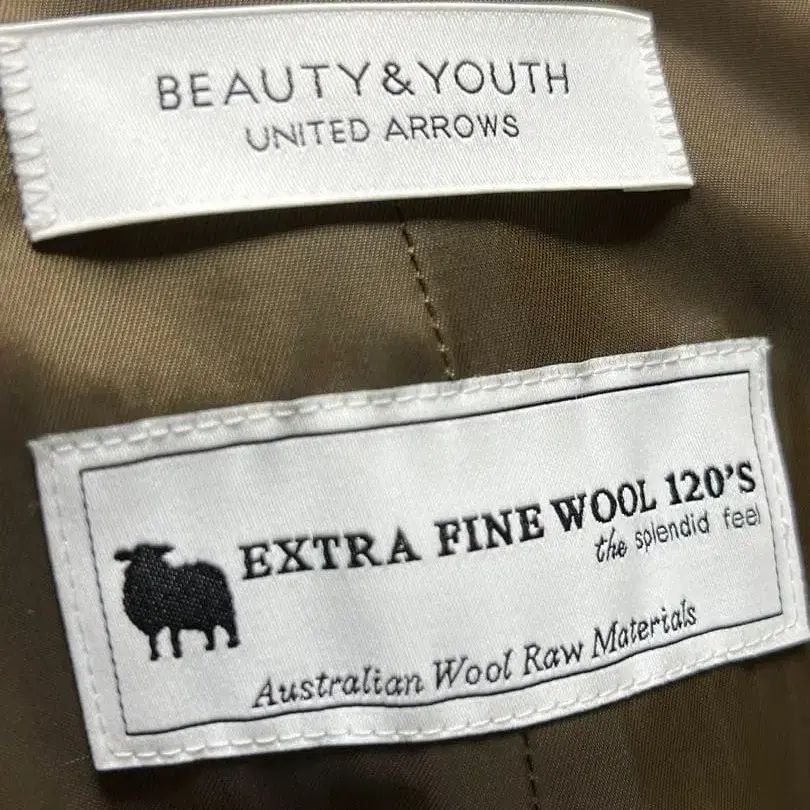 BEAUTY&YOUTH
UNITED ARROWS
EXTRA FINE WOOL 120'S
the splendid feel
Australian Wool Raw Materials